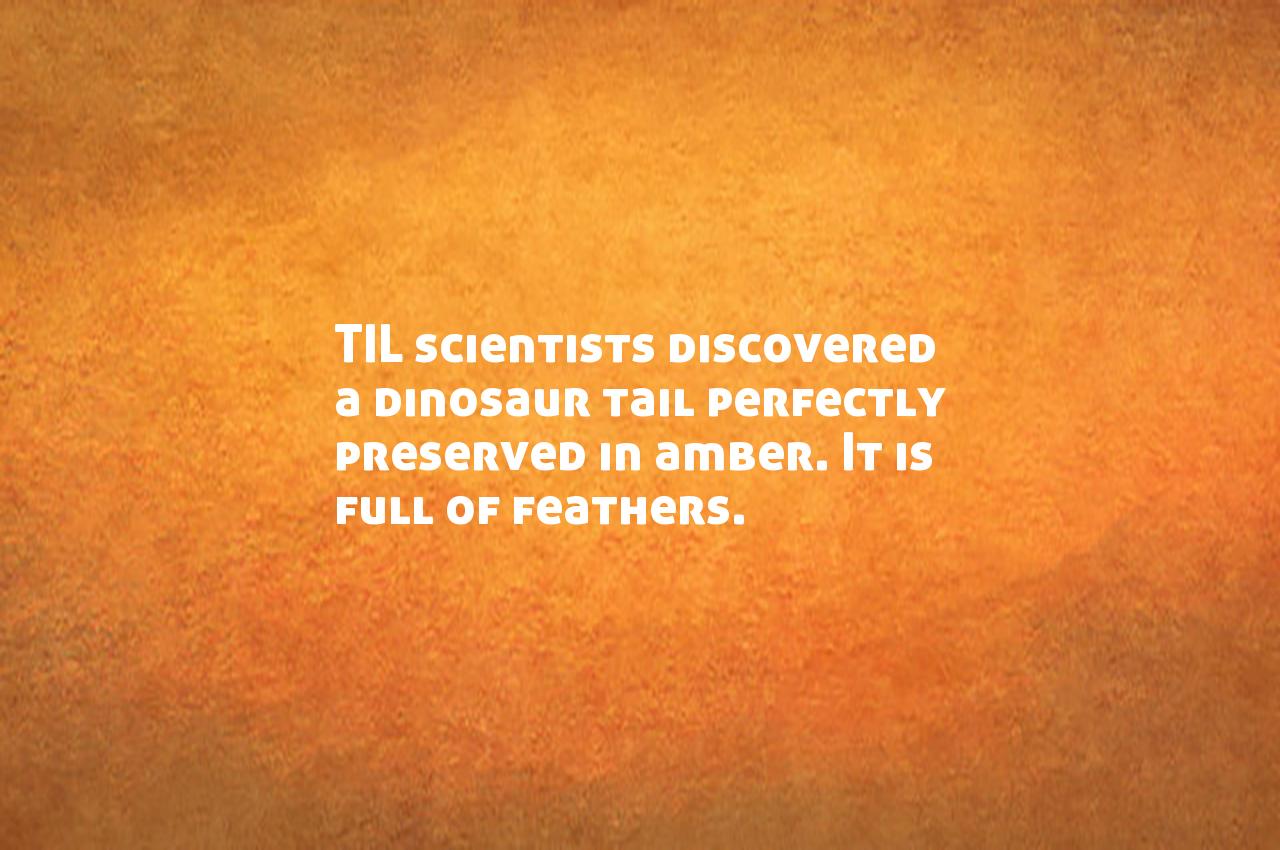 TIL scientists discovered
a dinosaur tail perfectly
preserved in amber. It is
full of feathers.